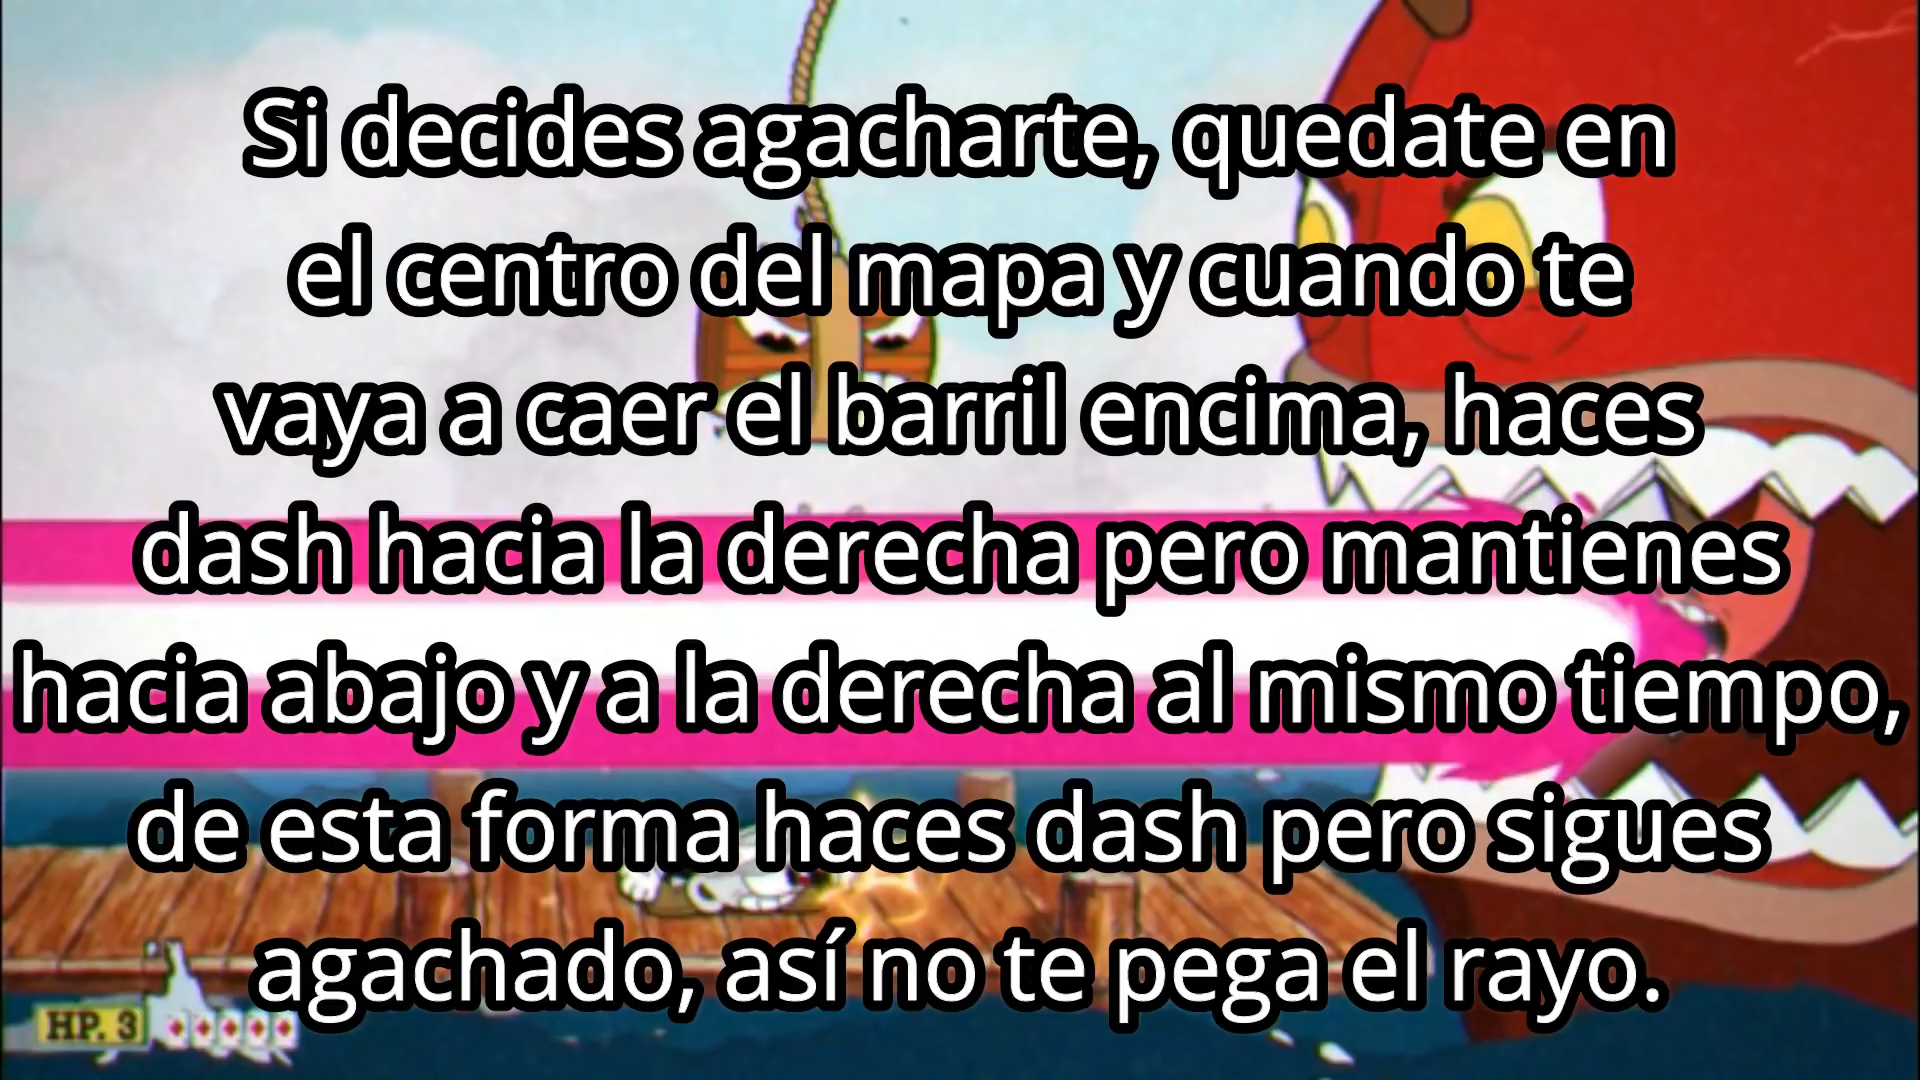 Si decides agacharte, quedate en
el centro del mapa y cuando te
vaya a caer el barril encima, haces
dash hacia la derecha pero mantienes
hacia abajo y a la derecha al mismo tiempo,
de esta forma haces dash pero sigues
agachado, así no te pega el rayo.
HP. 3